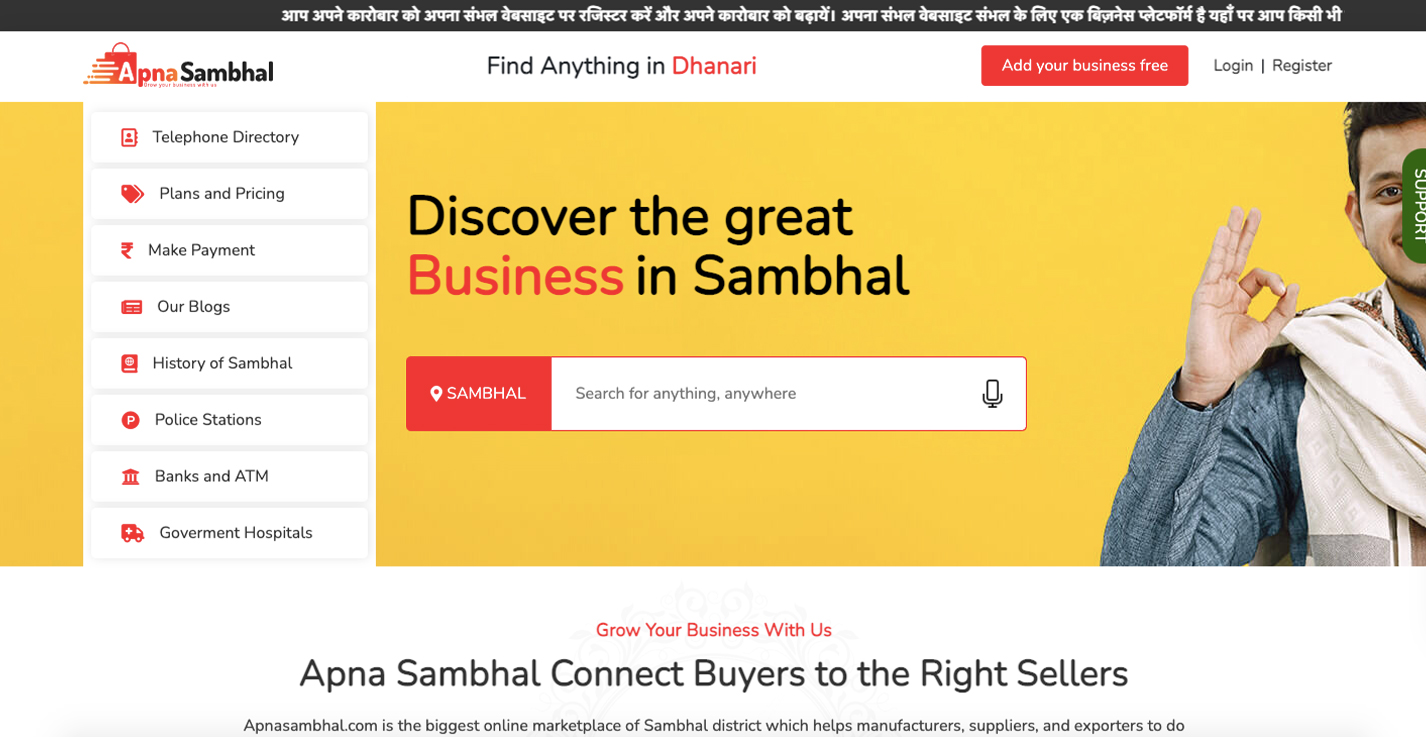 आप अपने कारोबार को अपना संभल वेबसाइट पर रजिस्टर करें और अपने कारोबार को बढ़ायें। अपना संभल वेबसाइट संभल के लिए एक बिज़नेस प्लेटफॉर्म है यहाँ पर आप किसी भी
Apna Sambhal
Grow your business with us
Find Anything in Dhanari
Add your business free
Login | Register
Telephone Directory
Plans and Pricing
Make Payment
Our Blogs
History of Sambhal
Police Stations
Banks and ATM
Goverment Hospitals
Discover the great
Business in Sambhal
SAMBHAL
Search for anything, anywhere
SUPPORT
Grow Your Business With Us
Apna Sambhal Connect Buyers to the Right Sellers
Apnasambhal.com is the biggest online marketplace of Sambhal district which helps manufacturers, suppliers, and exporters to do